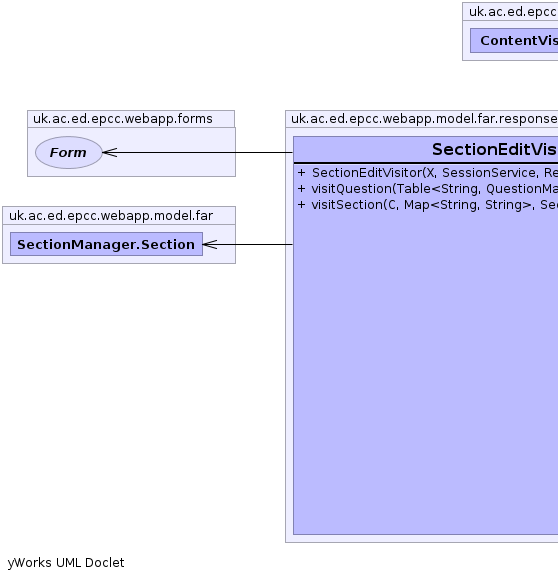 uk.ac.ed.epcc
ContentVis
uk.ac.ed.epcc.webapp.forms
Form
uk.ac.ed.epcc.webapp.model.far.response
SectionEditVis
+ SectionEditVisitor(X, SessionService, Re
+ visitQuestion(Table<String, QuestionMa
+ visitSection(C, Map<String, String>, Sec
uk.ac.ed.epcc.webapp.model.far
SectionManager.Section
yWorks UML Doclet